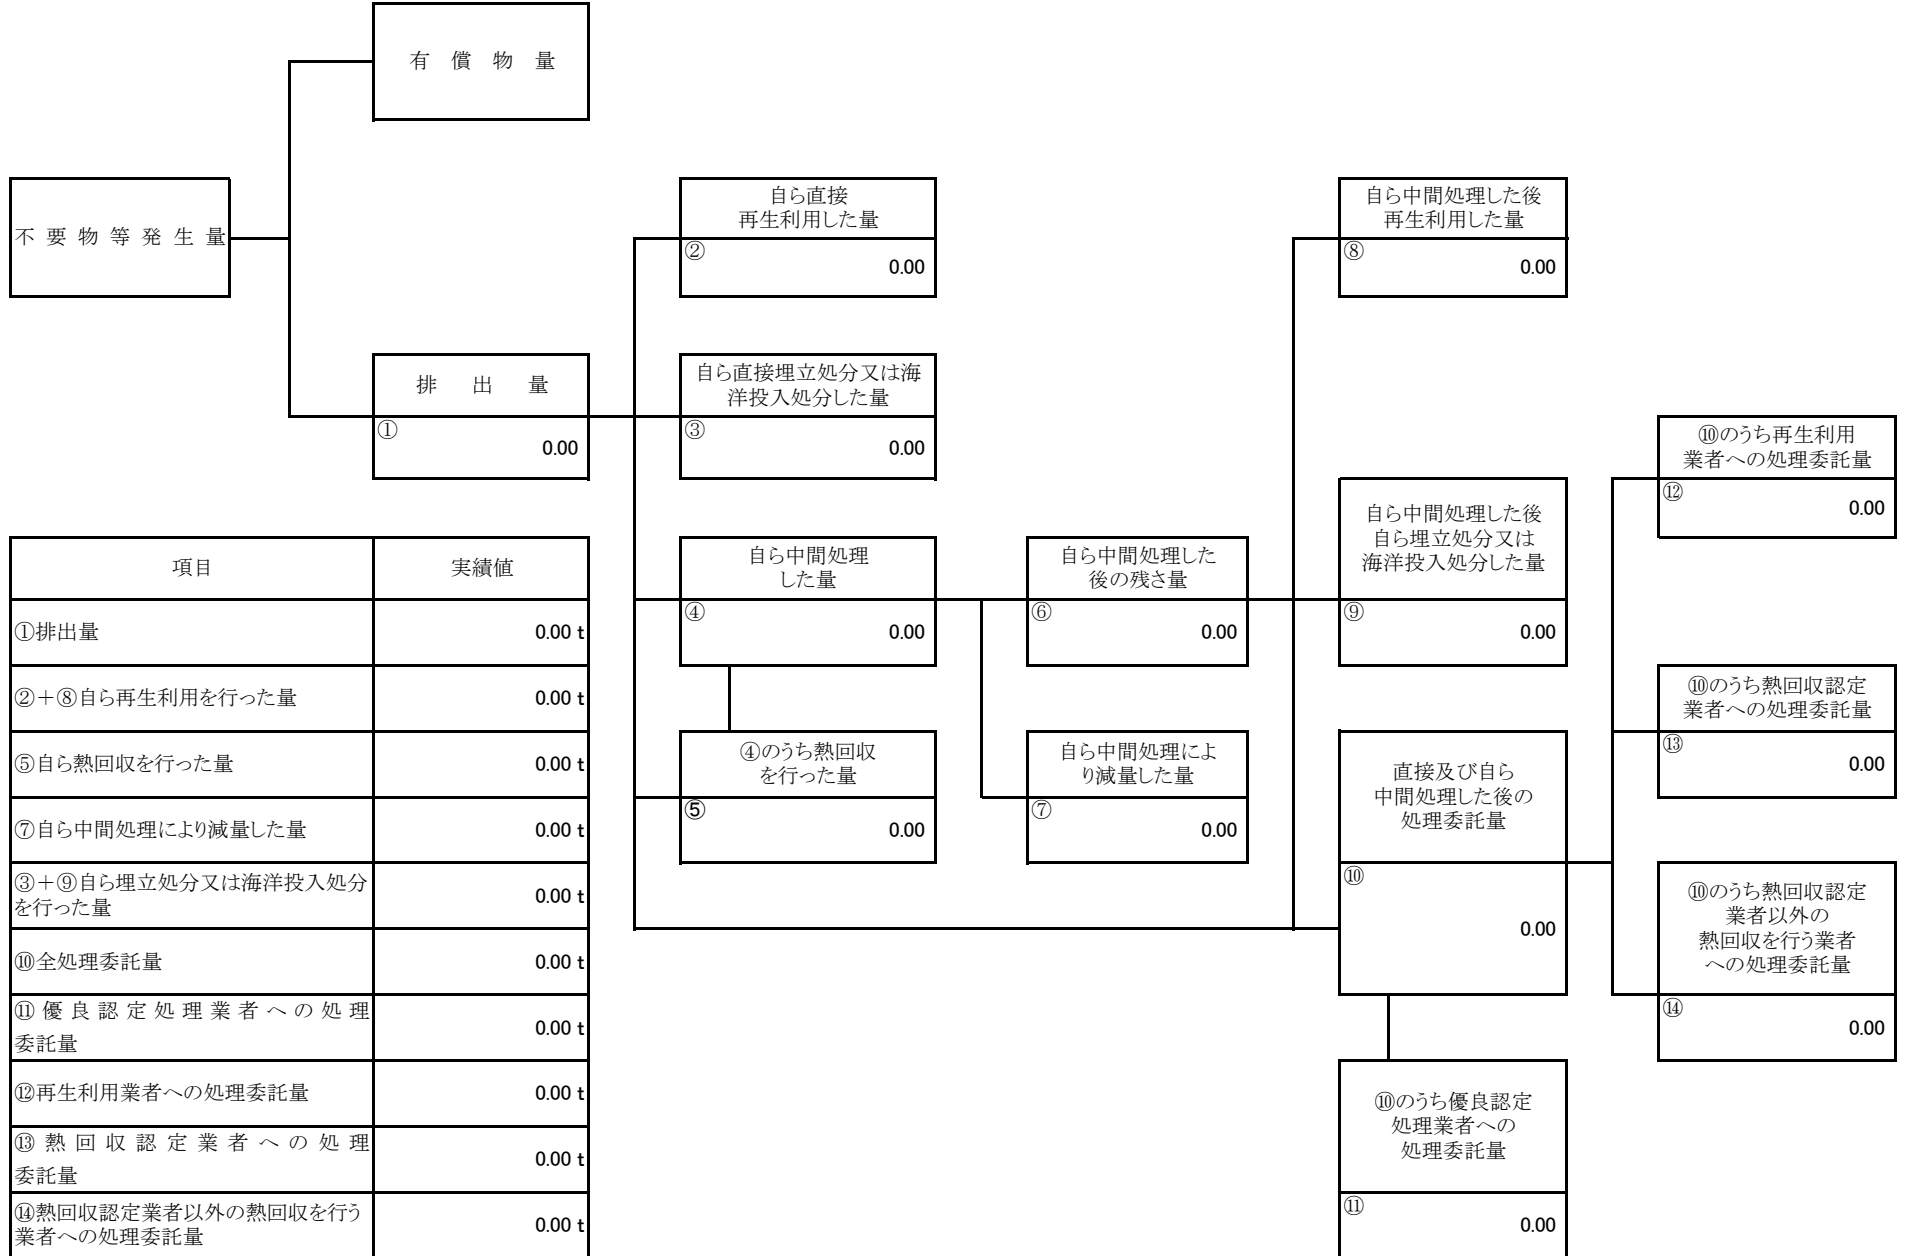 有償物量
不要物等発生量
自ら直接
再生利用した量
②
0.00
自ら中間処理した後
再生利用した量
⑧
0.00
排出量
①
0.00
自ら直接埋立処分又は海
洋投入処分した量
③
0.00
⑩のうち再生利用
業者への処理委託量
⑫
0.00
自ら中間処理
した量
④
0.00
自ら中間処理した
後の残さ量
⑥
0.00
自ら中間処理した後
自ら埋立処分又は
海洋投入処分した量
⑨
0.00
④のうち熱回収
を行った量
⑤
0.00
自ら中間処理によ
り減量した量
⑦
0.00
直接及び自ら
中間処理した後の
処理委託量
⑩
0.00
⑩のうち熱回収認定
業者への処理委託量
⑬
0.00
⑩のうち熱回収認定
業者以外の
熱回収を行う業者
への処理委託量
⑭
0.00
⑩のうち優良認定
処理業者への
処理委託量
⑪
0.00
項目 実績値
①排出量 0.00 t
②+⑧自ら再生利用を行った量 0.00 t
⑤自ら熱回収を行った量 0.00 t
⑦自ら中間処理により減量した量 0.00 t
③+⑨自ら埋立処分又は海洋投入処分
を行った量 0.00 t
⑩全処理委託量 0.00 t
⑪優良認定処理業者への処理
委託量 0.00 t
⑫再生利用業者への処理委託量 0.00 t
⑬熱回収認定業者への処理
委託量 0.00 t
⑭熱回収認定業者以外の熱回収を行う
業者への処理委託量 0.00 t